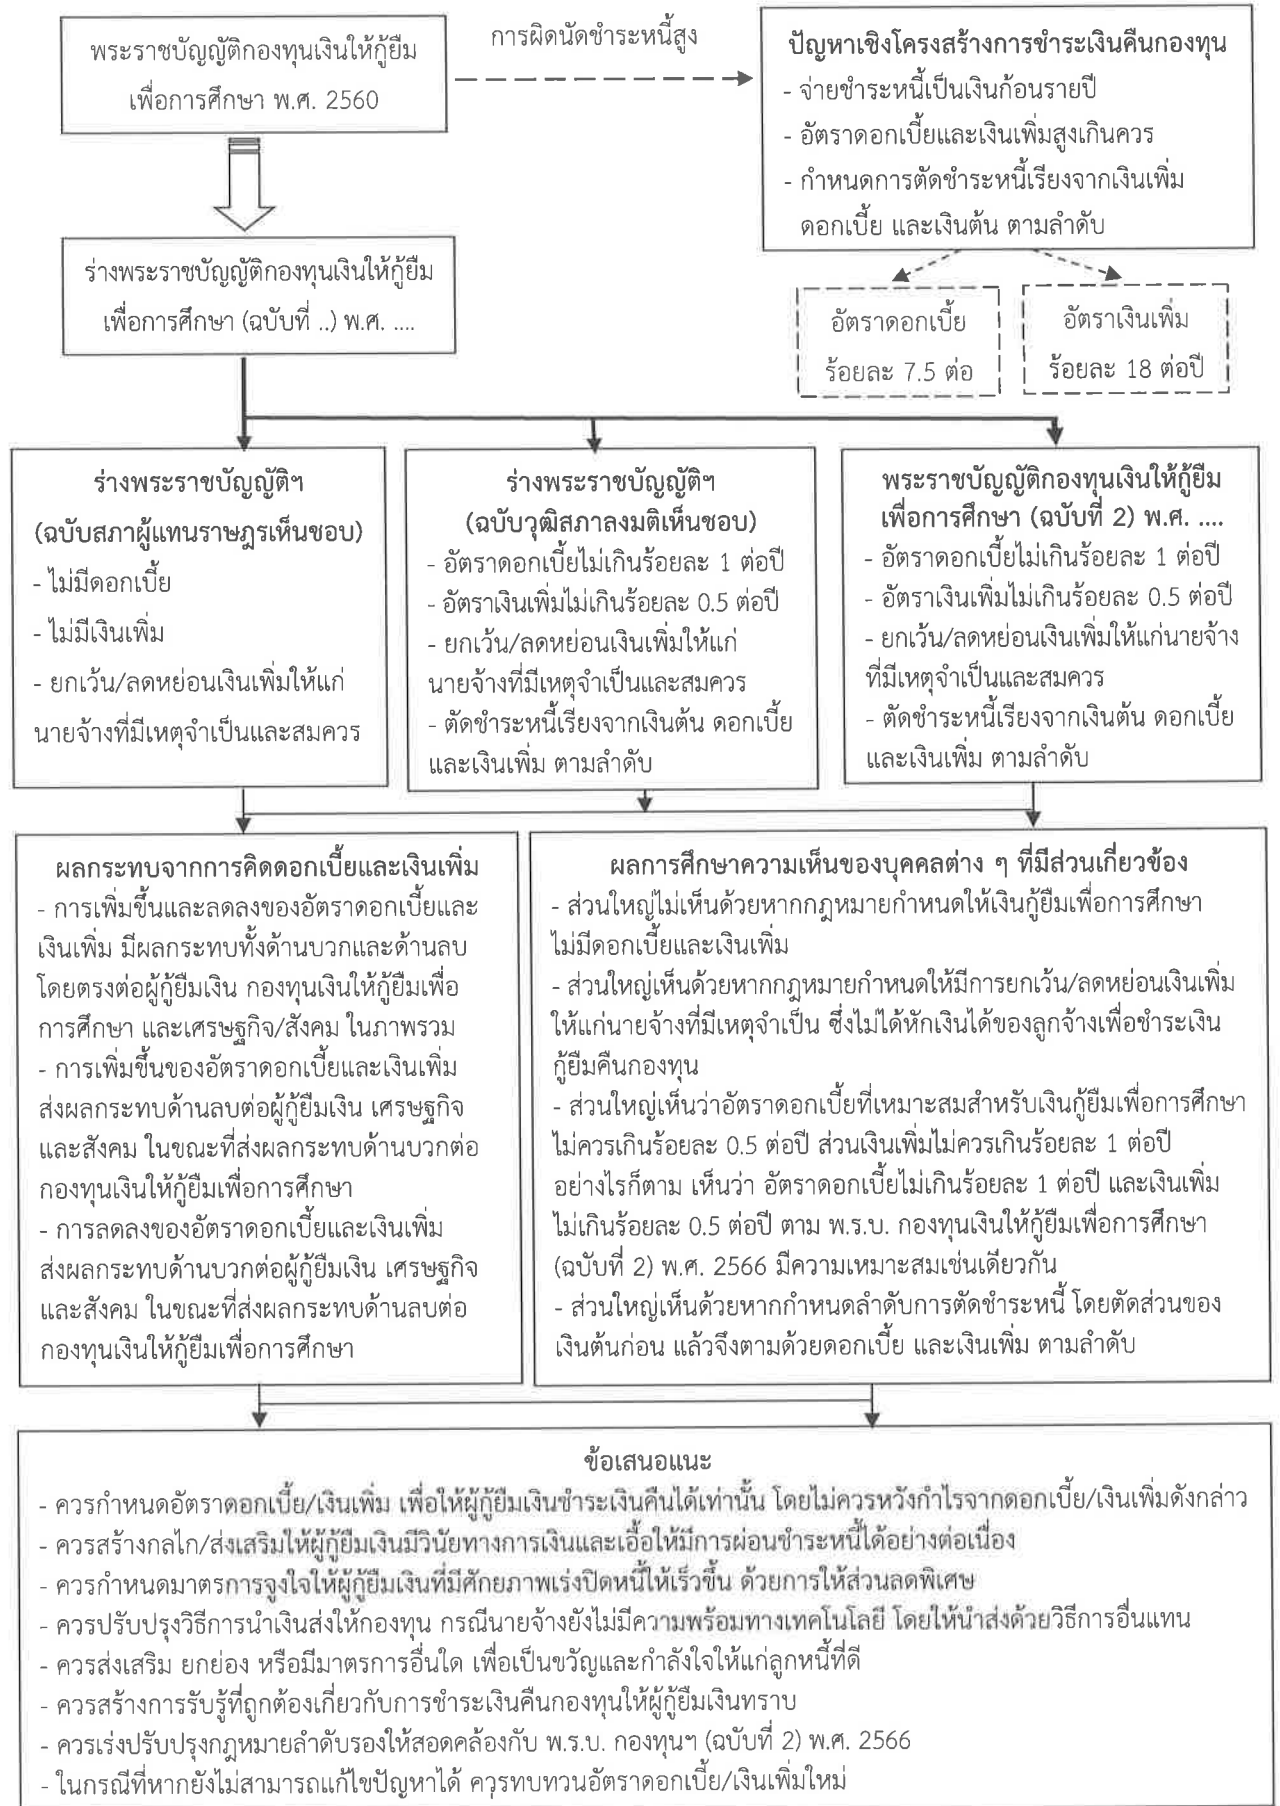 พระราชบัญญัติกองทุนเงินให้กู้ยืม
เพื่อการศึกษา พ.ศ. 2560
การผิดนัดชำระหนี้สูง
ปัญหาเชิงโครงสร้างการชำระเงินคืนกองทุน
- จ่ายชำระหนี้เป็นเงินก้อนรายปี
- อัตราดอกเบี้ยและเงินเพิ่มสูงเกินควร
- กำหนดการตัดชำระหนี้เรียงจากเงินเพิ่ม
ดอกเบี้ย และเงินต้น ตามลำดับ
ร่างพระราชบัญญัติกองทุนเงินให้กู้ยืม
เพื่อการศึกษา (ฉบับที่ ..) พ.ศ. ....
อัตราดอกเบี้ย
ร้อยละ 7.5 ต่อ
อัตราเงินเพิ่ม
ร้อยละ 18 ต่อปี
ร่างพระราชบัญญัติฯ
(ฉบับสภาผู้แทนราษฎรเห็นชอบ)
- ไม่มีดอกเบี้ย
- ไม่มีเงินเพิ่ม
- ยกเว้น/ลดหย่อนเงินเพิ่มให้แก่
นายจ้างที่มีเหตุจำเป็นและสมควร
ร่างพระราชบัญญัติฯ
(ฉบับวุฒิสภาลงมติเห็นชอบ)
- อัตราดอกเบี้ยไม่เกินร้อยละ 1 ต่อปี
- อัตราเงินเพิ่มไม่เกินร้อยละ 0.5 ต่อปี
- ยกเว้น/ลดหย่อนเงินเพิ่มให้แก่
นายจ้างที่มีเหตุจำเป็นและสมควร
- ตัดชำระหนี้เรียงจากเงินต้น ดอกเบี้ย
และเงินเพิ่ม ตามลำดับ
พระราชบัญญัติกองทุนเงินให้กู้ยืม
เพื่อการศึกษา (ฉบับที่ 2) พ.ศ. ....
- อัตราดอกเบี้ยไม่เกินร้อยละ 1 ต่อปี
- อัตราเงินเพิ่มไม่เกินร้อยละ 0.5 ต่อปี
- ยกเว้น/ลดหย่อนเงินเพิ่มให้แก่นายจ้าง
ที่มีเหตุจำเป็นและสมควร
- ตัดชำระหนี้เรียงจากเงินต้น ดอกเบี้ย
และเงินเพิ่ม ตามลำดับ
ผลกระทบจากการคิดดอกเบี้ยและเงินเพิ่ม
- การเพิ่มขึ้นและลดลงของอัตราดอกเบี้ยและ
เงินเพิ่ม มีผลกระทบทั้งด้านบวกและด้านลบ
โดยตรงต่อผู้กู้ยืมเงิน กองทุนเงินให้กู้ยืมเพื่อ
การศึกษา และเศรษฐกิจ/สังคม ในภาพรวม
- การเพิ่มขึ้นของอัตราดอกเบี้ยและเงินเพิ่ม
ส่งผลกระทบด้านลบต่อผู้กู้ยืมเงิน เศรษฐกิจ
และสังคม ในขณะที่ส่งผลกระทบด้านบวกต่อ
กองทุนเงินให้กู้ยืมเพื่อการศึกษา
- การลดลงของอัตราดอกเบี้ยและเงินเพิ่ม
ส่งผลกระทบด้านบวกต่อผู้กู้ยืมเงิน เศรษฐกิจ
และสังคม ในขณะที่ส่งผลกระทบด้านลบต่อ
กองทุนเงินให้กู้ยืมเพื่อการศึกษา
ผลการศึกษาความเห็นของบุคคลต่าง ๆ ที่มีส่วนเกี่ยวข้อง
- ส่วนใหญ่ไม่เห็นด้วยหากกฎหมายกำหนดให้เงินกู้ยืมเพื่อการศึกษา
ไม่มีดอกเบี้ยและเงินเพิ่ม
- ส่วนใหญ่เห็นด้วยหากกฎหมายกำหนดให้มีการยกเว้น/ลดหย่อนเงินเพิ่ม
ให้แก่นายจ้างที่มีเหตุจำเป็น ซึ่งไม่ได้หักเงินได้ของลูกจ้างเพื่อชำระเงิน
กู้ยืมคืนกองทุน
- ส่วนใหญ่เห็นว่าอัตราดอกเบี้ยที่เหมาะสมสำหรับเงินกู้ยืมเพื่อการศึกษา
ไม่ควรเกินร้อยละ 0.5 ต่อปี ส่วนเงินเพิ่มไม่ควรเกินร้อยละ 1 ต่อปี
อย่างไรก็ตาม เห็นว่า อัตราดอกเบี้ยไม่เกินร้อยละ 1 ต่อปี และเงินเพิ่ม
ไม่เกินร้อยละ 0.5 ต่อปี ตาม พ.ร.บ. กองทุนเงินให้กู้ยืมเพื่อการศึกษา
(ฉบับที่ 2) พ.ศ. 2566 มีความเหมาะสมเช่นเดียวกัน
- ส่วนใหญ่เห็นด้วยหากกำหนดลำดับการตัดชำระหนี้ โดยตัดส่วนของ
เงินต้นก่อน แล้วจึงตามด้วยดอกเบี้ย และเงินเพิ่ม ตามลำดับ
ข้อเสนอแนะ
- ควรกำหนดอัตราดอกเบี้ย/เงินเพิ่ม เพื่อให้ผู้กู้ยืมเงินชำระเงินคืนได้เท่านั้น โดยไม่ควรหวังกำไรจากดอกเบี้ย/เงินเพิ่มดังกล่าว
- ควรสร้างกลไก/ส่งเสริมให้ผู้กู้ยืมเงินมีวินัยทางการเงินและเอื้อให้มีการผ่อนชำระหนี้ได้อย่างต่อเนื่อง
- ควรกำหนดมาตรการจูงใจให้ผู้กู้ยืมเงินที่มีศักยภาพเร่งปิดหนี้ให้เร็วขึ้น ด้วยการให้ส่วนลดพิเศษ
- ควรปรับปรุงวิธีการนำเงินส่งให้กองทุน กรณีนายจ้างยังไม่มีความพร้อมทางเทคโนโลยี โดยให้นำส่งด้วยวิธีการอื่นแทน
- ควรส่งเสริม ยกย่อง หรือมีมาตรการอื่นใด เพื่อเป็นขวัญและกำลังใจให้แก่ลูกหนี้ที่ดี
- ควรสร้างการรับรู้ที่ถูกต้องเกี่ยวกับการชำระเงินคืนกองทุนให้ผู้กู้ยืมเงินทราบ
- ควรเร่งปรับปรุงกฎหมายลำดับรองให้สอดคล้องกับ พ.ร.บ. กองทุนฯ (ฉบับที่ 2) พ.ศ. 2566
- ในกรณีที่หากยังไม่สามารถแก้ไขปัญหาได้ ควรทบทวนอัตราดอกเบี้ย/เงินเพิ่มใหม่